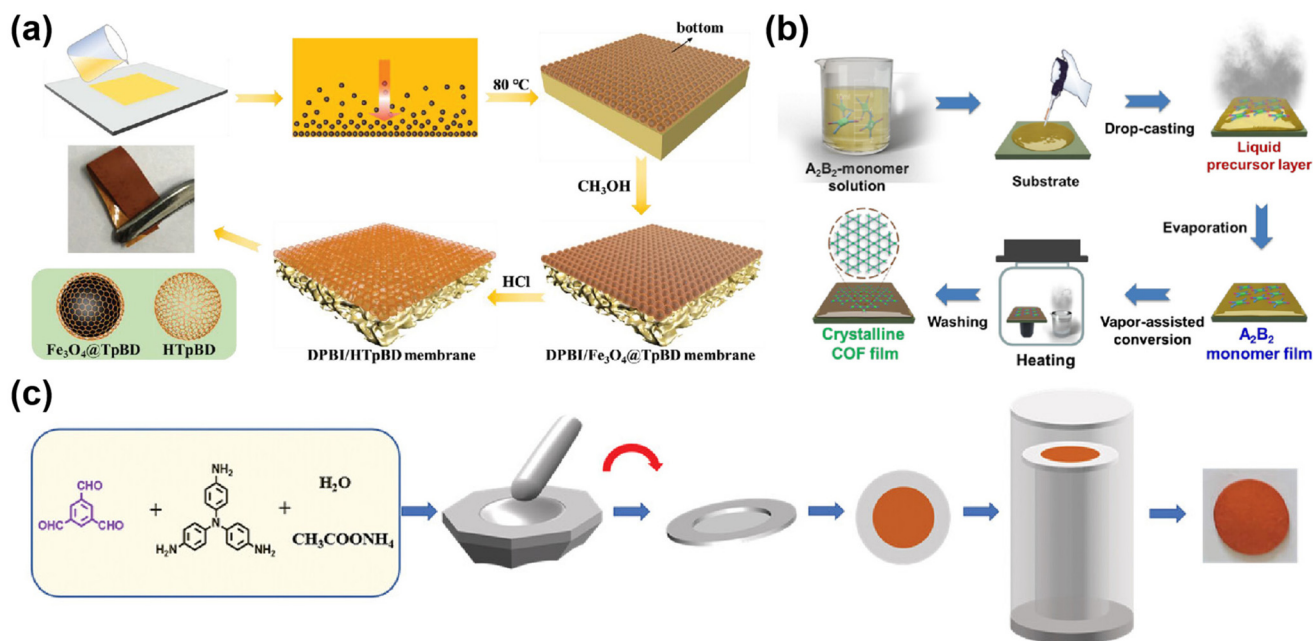 (a)
80 °C
bottom
CH₃OH
DPBI/Fe₃O₄@TpBD membrane
HCl
DPBI/HTpBD membrane
Fe₃O₄@TpBD
HTpBD
(b)
A₂B₂-monomer
solution
Substrate
Drop-casting
Liquid
precursor layer
Evaporation
A₂B₂
monomer film
Vapor-assisted
conversion
Heating
Washing
Crystalline
COF film
(c)
CHO
OHC
CHO
+
NH₂
N
H₂N
NH₂
+
H₂O
CH₃COONH₄